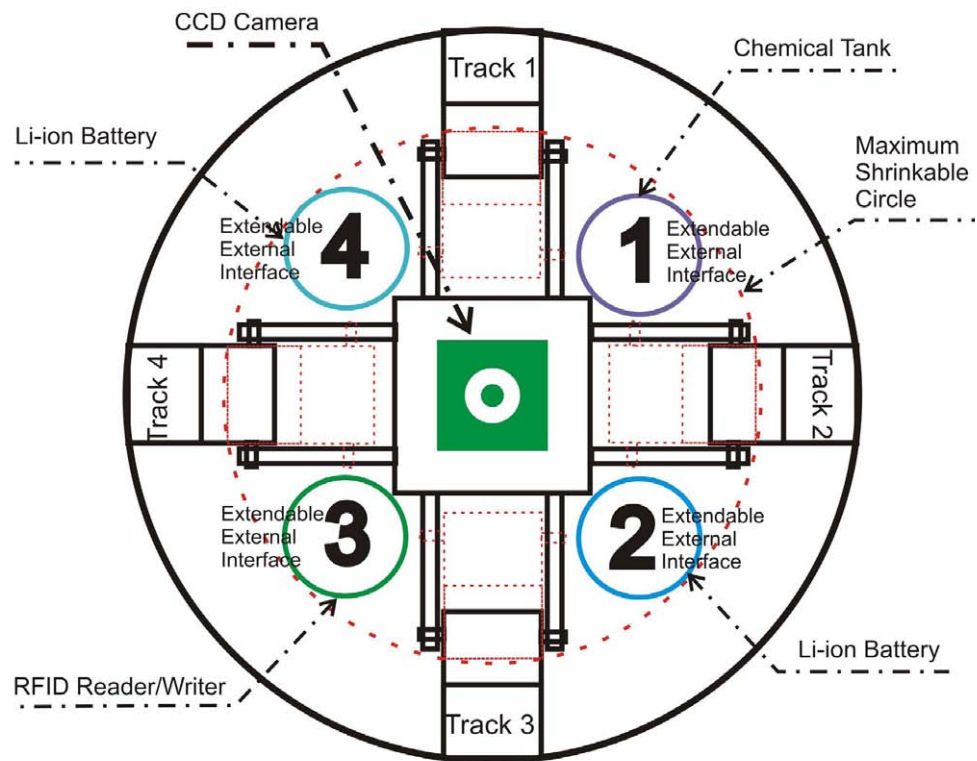 CCD Camera
Track 1
Chemical Tank
Li-ion Battery
Maximum
Shrinkable
Circle
4
Extendable
External
Interface
1
Extendable
External
Interface
Track 4
Track 2
3
Extendable
External
Interface
2
Extendable
External
Interface
Li-ion Battery
RFID Reader/Writer
Track 3